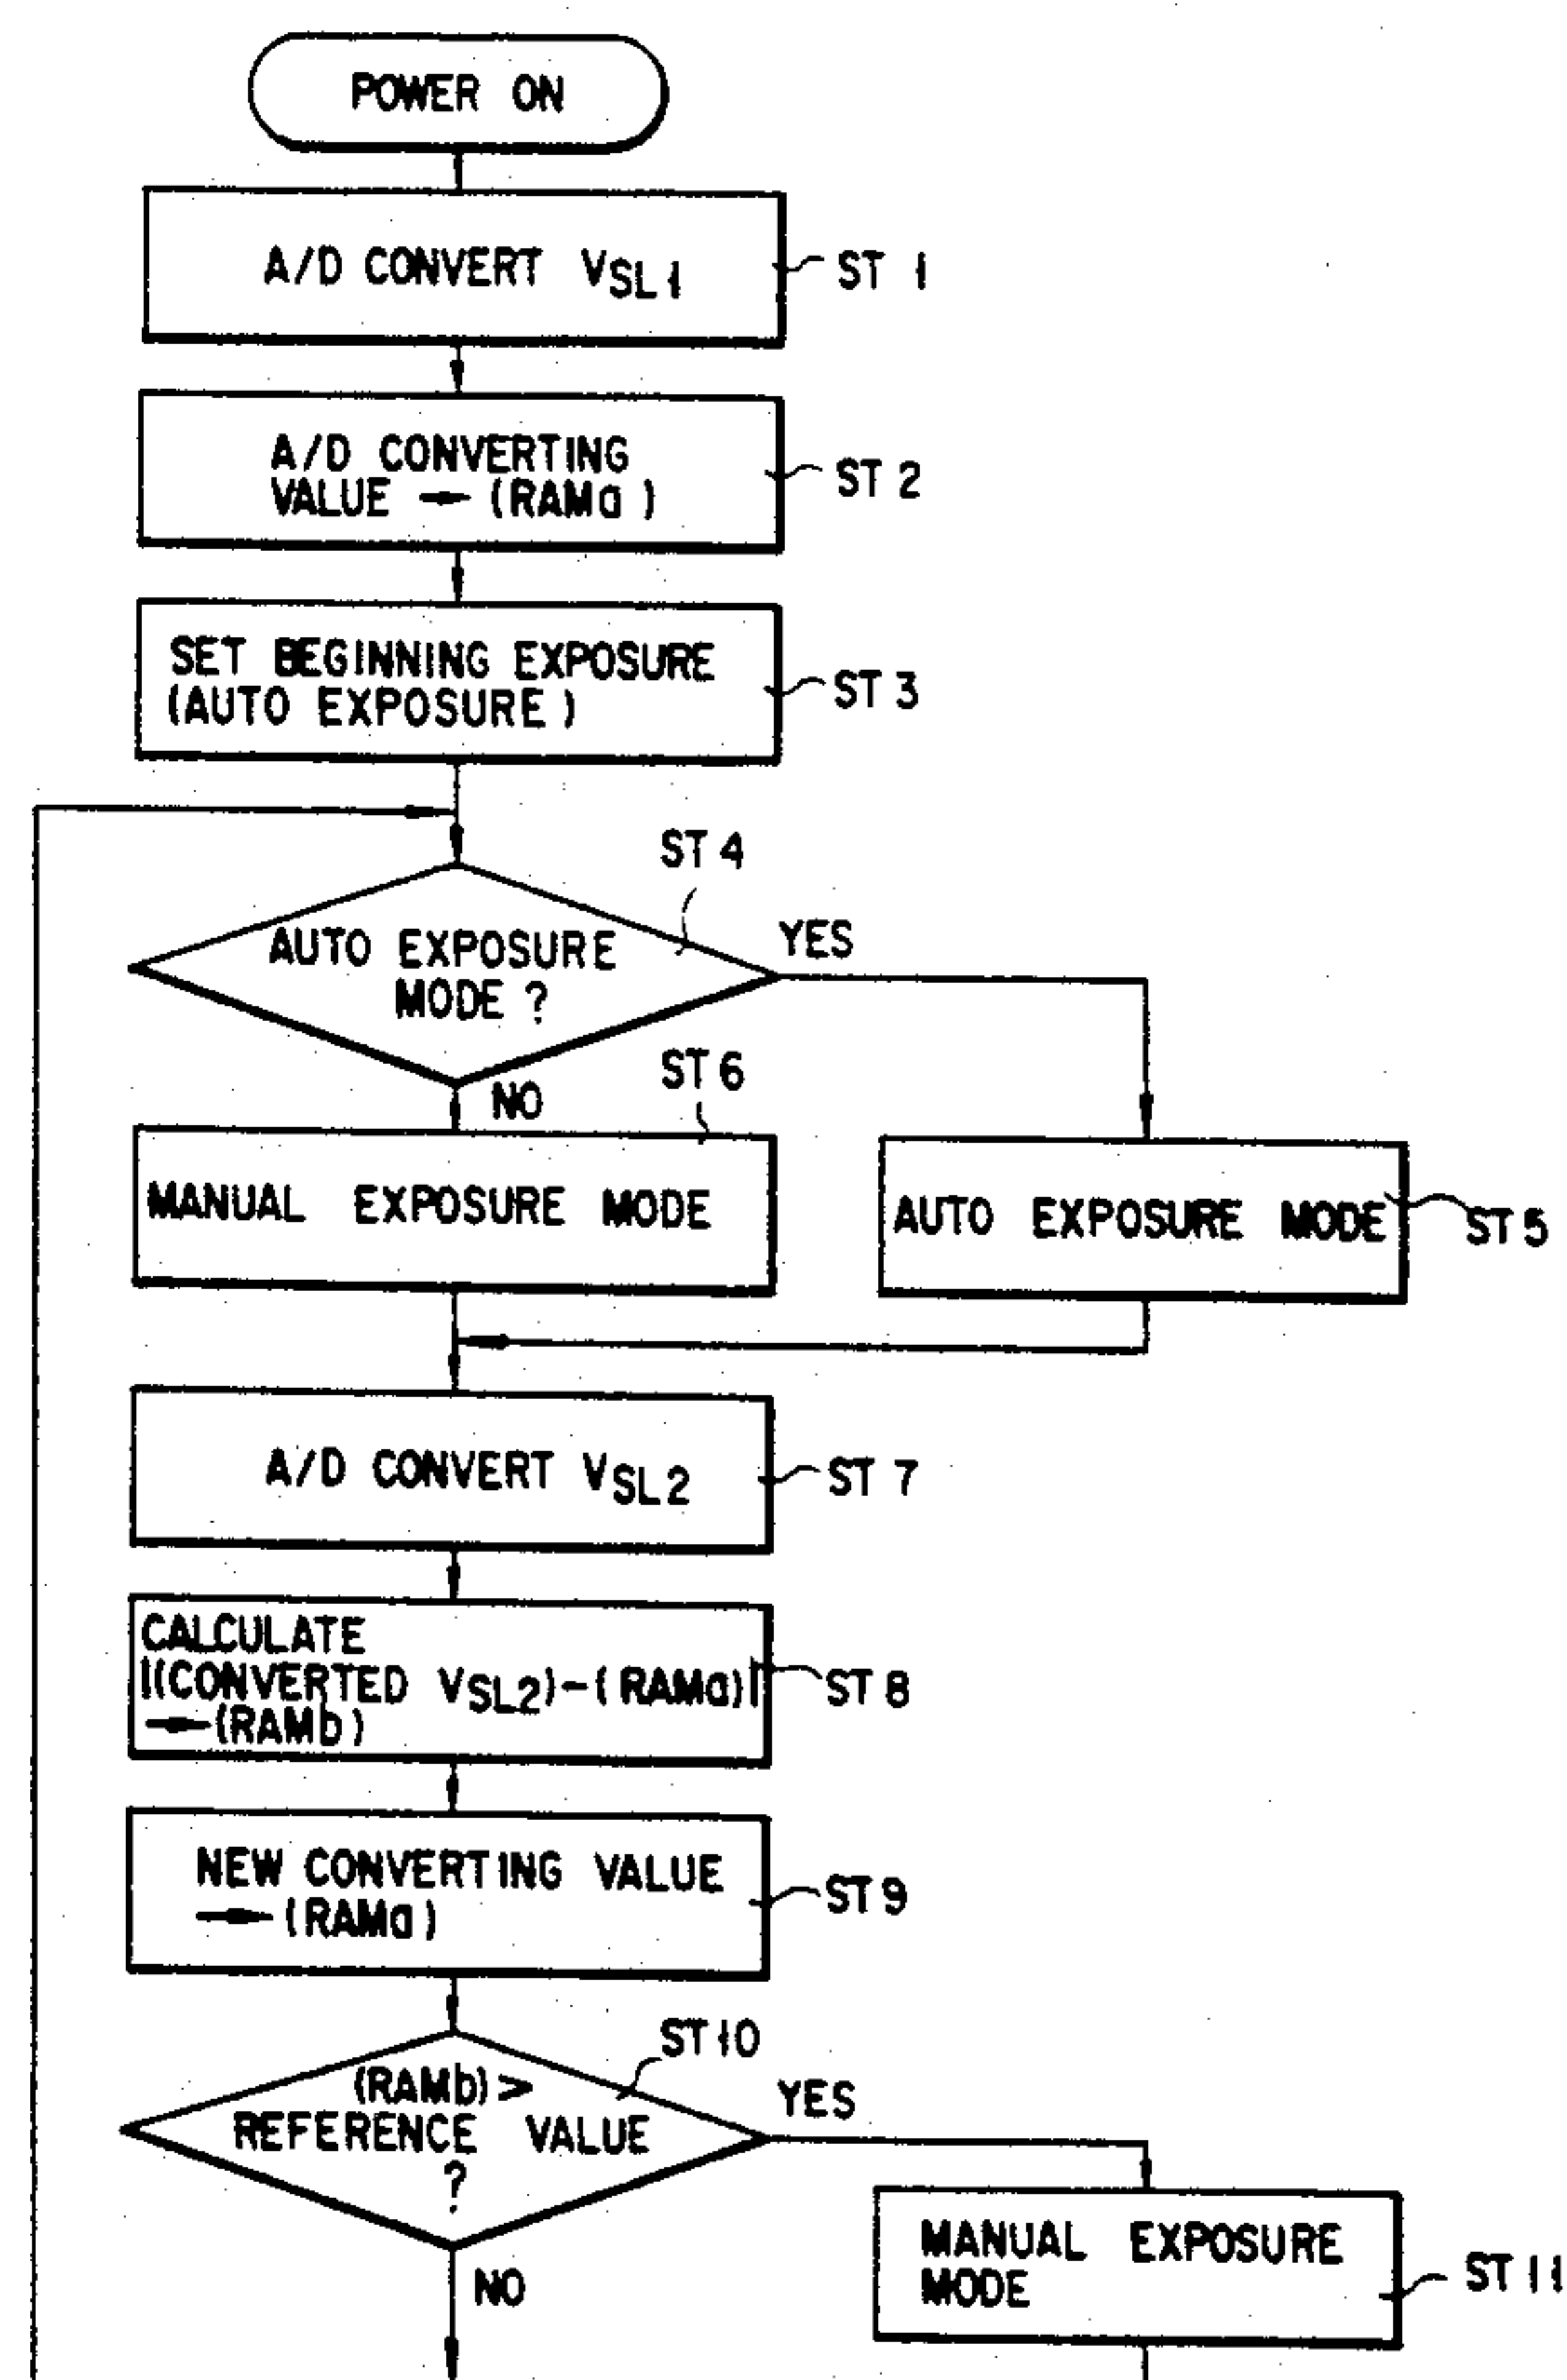 POWER ON
A/D CONVERT VSL1
ST 1
A/D CONVERTING
VALUE → (RAMa)
ST 2
SET BEGINNING EXPOSURE
(AUTO EXPOSURE)
ST 3
ST 4
AUTO EXPOSURE
MODE ?
YES
NO
ST 6
MANUAL EXPOSURE MODE
AUTO EXPOSURE MODE
ST 5
A/D CONVERT VSL2
ST 7
CALCULATE
|(CONVERTED VSL2)-(RAMa)|
→(RAMb)
ST 8
NEW CONVERTING VALUE
→(RAMa)
ST 9
ST 10
(RAMb)>
REFERENCE VALUE
?
YES
NO
MANUAL EXPOSURE
MODE
ST 11